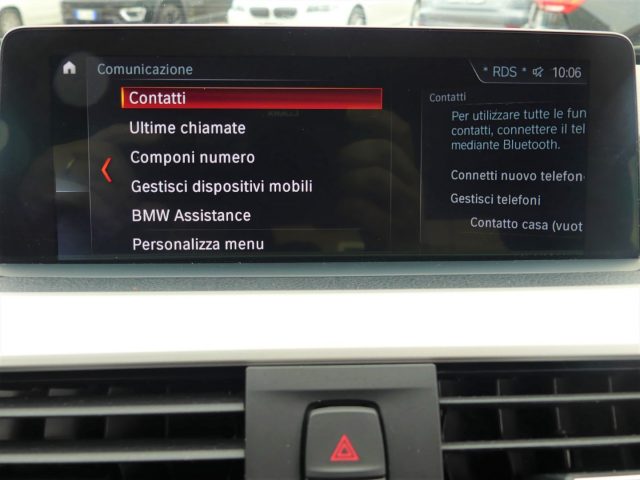 Comunicazione
* RDS * 10:06
Contatti
Ultime chiamate
Componi numero
Gestisci dispositivi mobili
BMW Assistance
Personalizza menu
Contatti
Per utilizzare tutte le fun
contatti, connettere il tel
mediante Bluetooth.
Connetti nuovo telefon
Gestisci telefoni
Contatto casa (vuot